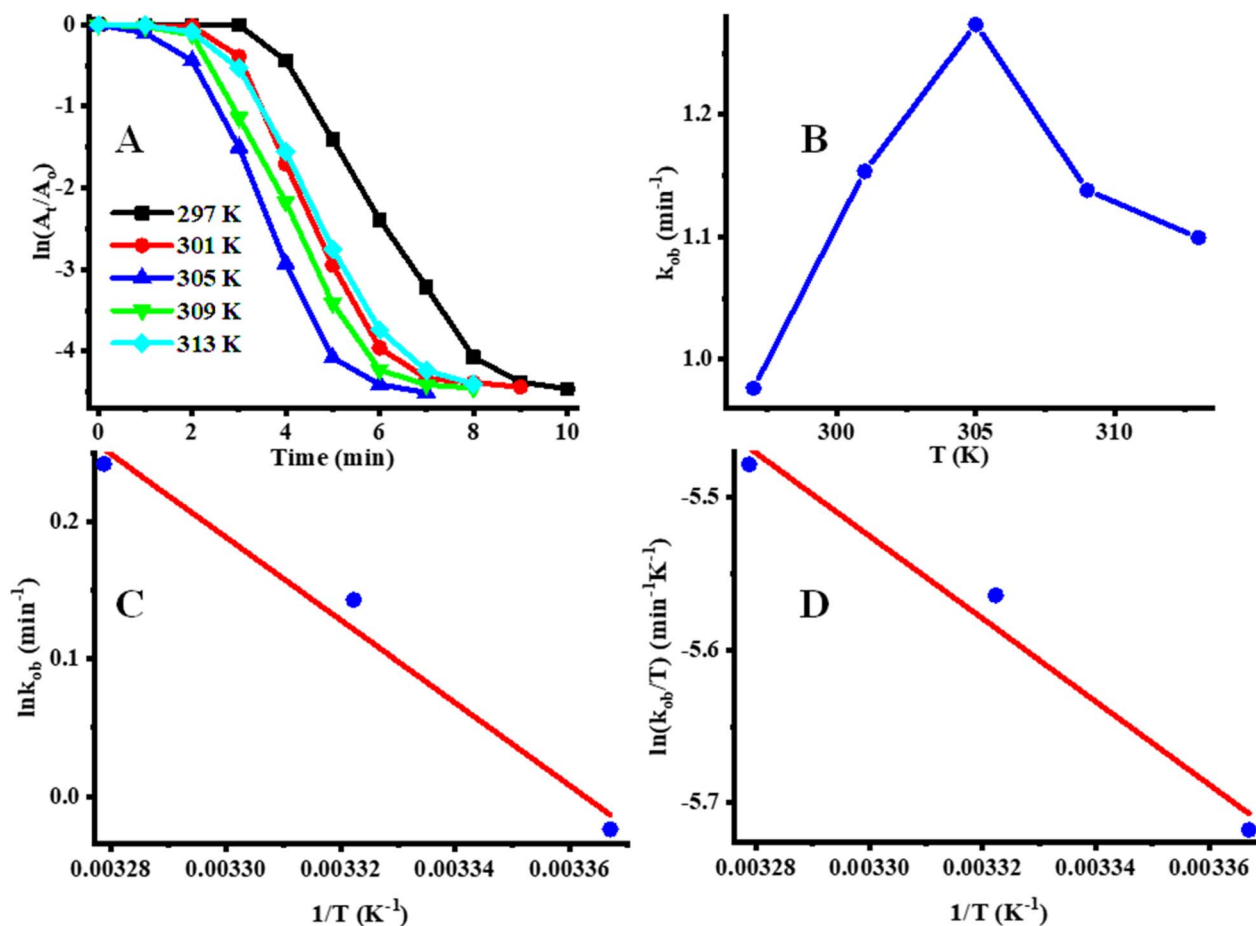 0
-1
-2
-3
-4
ln(Aₜ/Aₒ)
A
297 K
301 K
305 K
309 K
313 K
0 2 4 6 8 10
Time (min)
1.2
1.1
1.0
k_ob (min⁻¹)
B
300 305 310
T (K)
0.2
0.1
0.0
lnk_ob (min⁻¹)
C
0.00328 0.00330 0.00332 0.00334 0.00336
1/T (K⁻¹)
-5.5
-5.6
-5.7
ln(k_ob/T) (min⁻¹K⁻¹)
D
0.00328 0.00330 0.00332 0.00334 0.00336
1/T (K⁻¹)